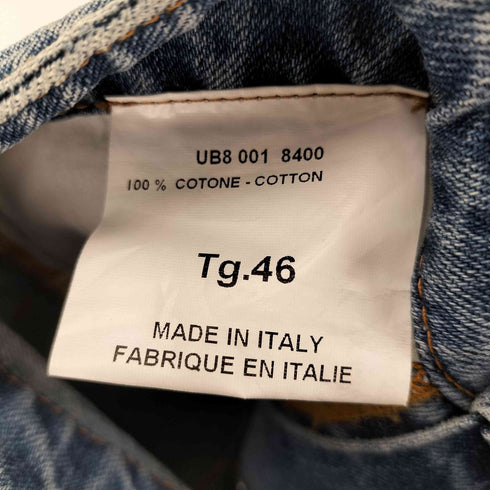 UB8 001 8400
100 % COTONE - COTTON
Tg.46
MADE IN ITALY
FABRIQUE EN ITALIE